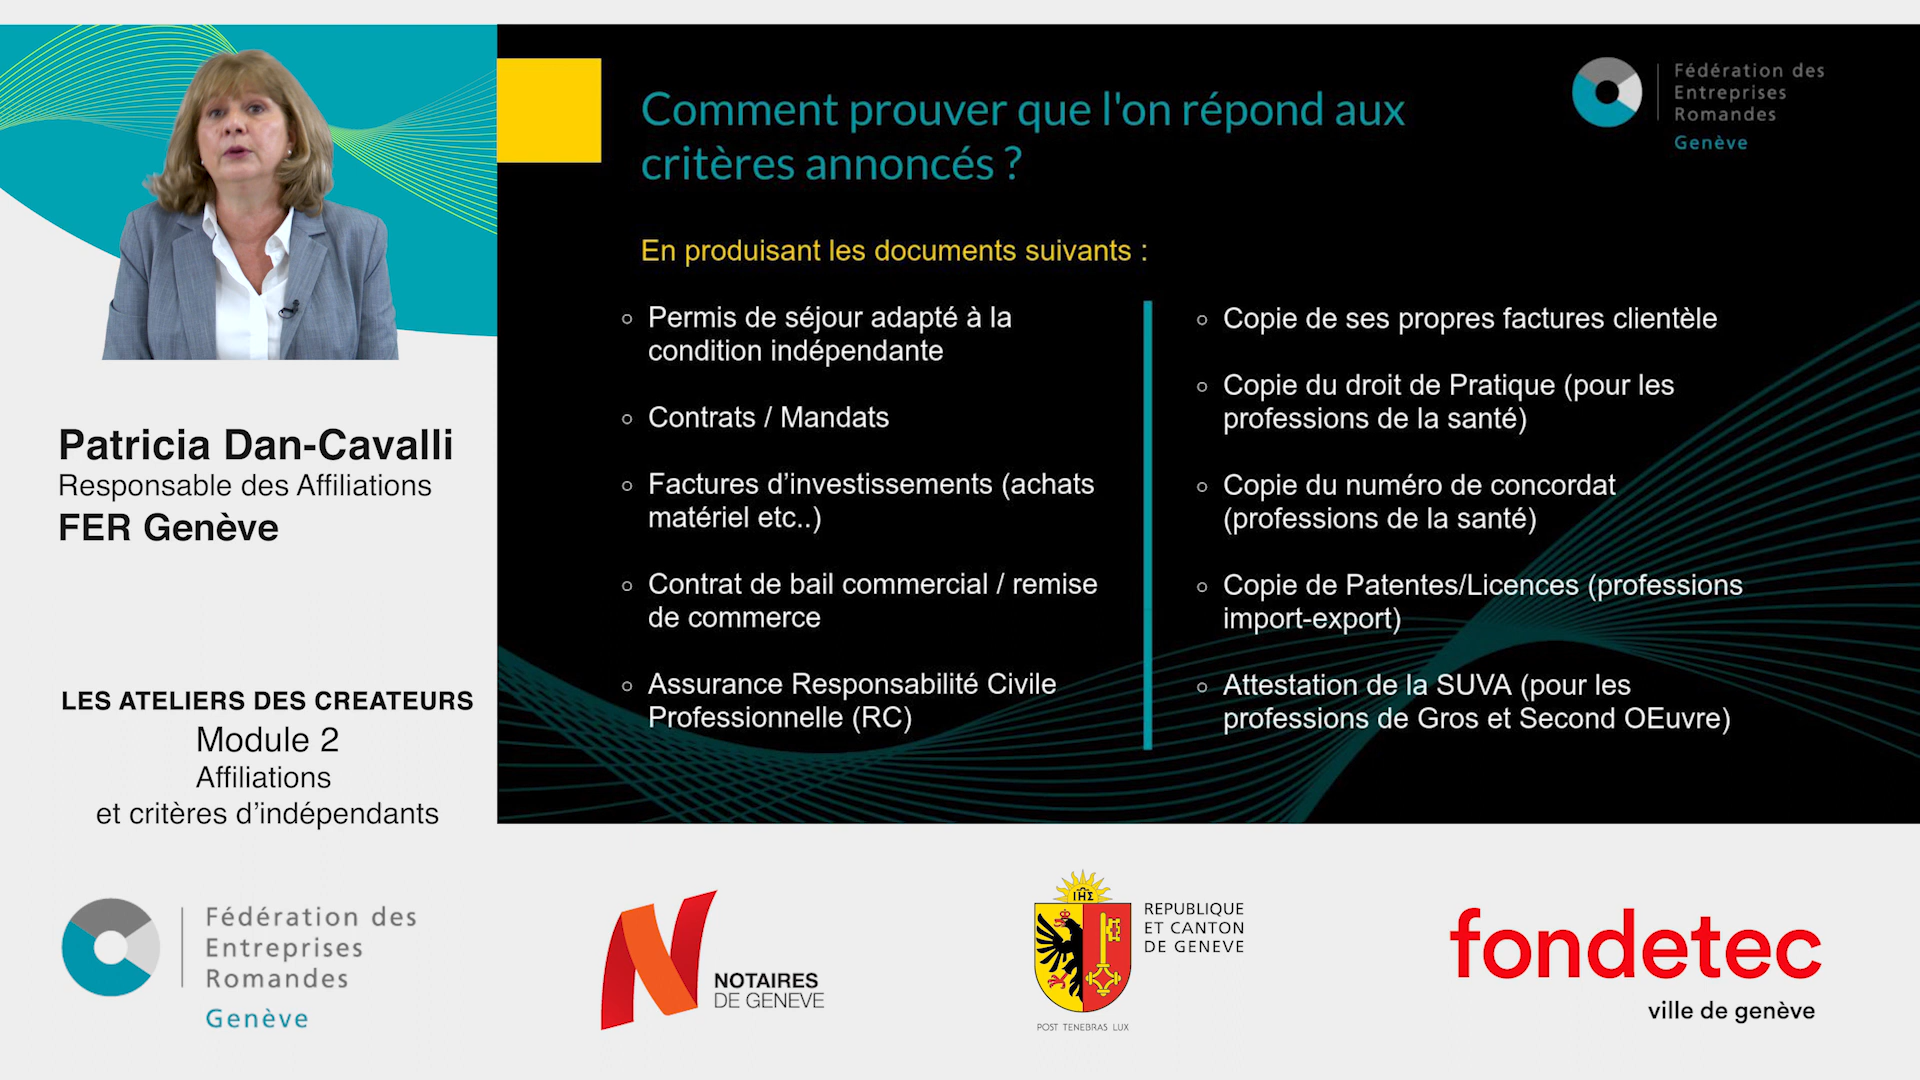 Comment prouver que l'on répond aux
critères annoncés ?
Fédération des
Entreprises
Romandes
Genève
En produisant les documents suivants :
Permis de séjour adapté à la
condition indépendante
Contrats / Mandats
Factures d’investissements (achats
matériel etc..)
Contrat de bail commercial / remise
de commerce
Assurance Responsabilité Civile
Professionnelle (RC)
Copie de ses propres factures clientèle
Copie du droit de Pratique (pour les
professions de la santé)
Copie du numéro de concordat
(professions de la santé)
Copie de Patentes/Licences (professions
import-export)
Attestation de la SUVA (pour les
professions de Gros et Second OEuvre)
Patricia Dan-Cavalli
Responsable des Affiliations
FER Genève
LES ATELIERS DES CREATEURS
Module 2
Affiliations
et critères d’indépendants
Fédération des
Entreprises
Romandes
Genève
NOTAIRES
DE GENEVE
IHS
REPUBLIQUE
ET CANTON
DE GENEVE
POST TENEBRAS LUX
fondetec
ville de genève